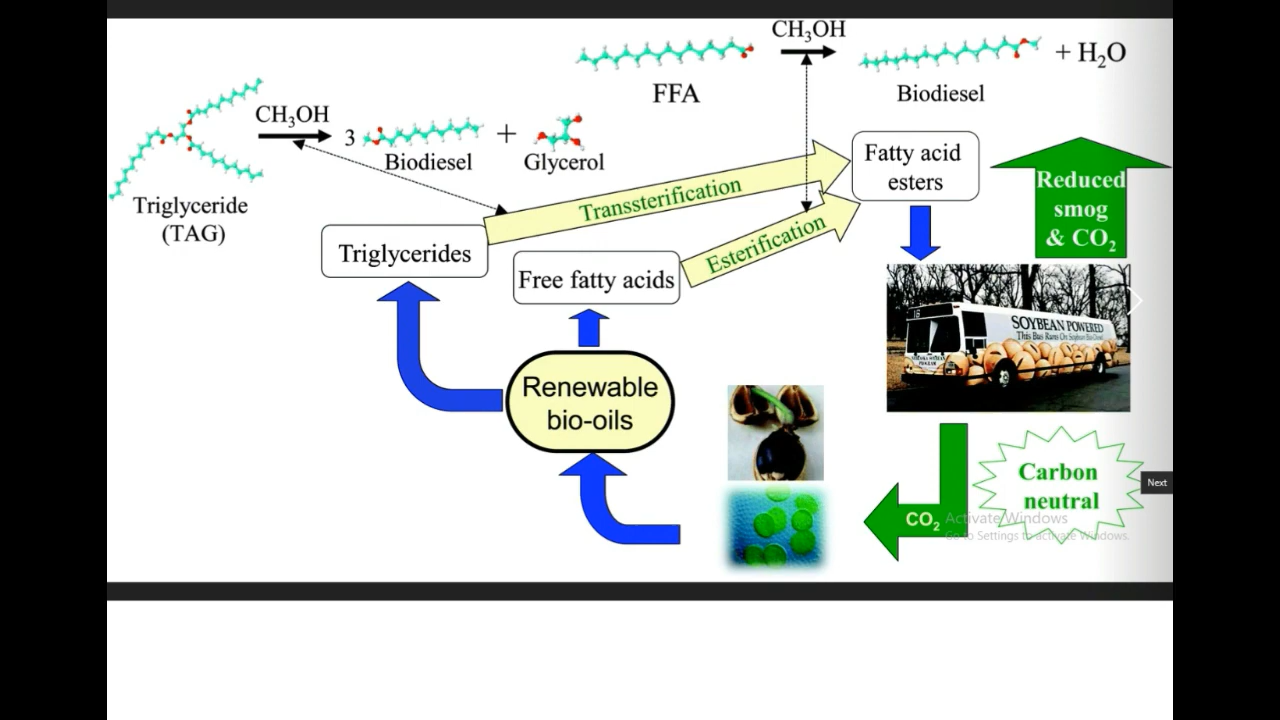 CH₃OH
FFA
Biodiesel
+ H₂O
CH₃OH
3
Biodiesel
+
Glycerol
Triglyceride
(TAG)
Transsterification
Esterification
Fatty acid
esters
Reduced
smog
& CO₂
Triglycerides
Free fatty acids
16
SOYBEAN POWERED
This Bus Runs On Soybean
Renewable
bio-oils
Carbon
neutral
CO₂
Next
Activate Windows
Go to Settings to activate Windows.